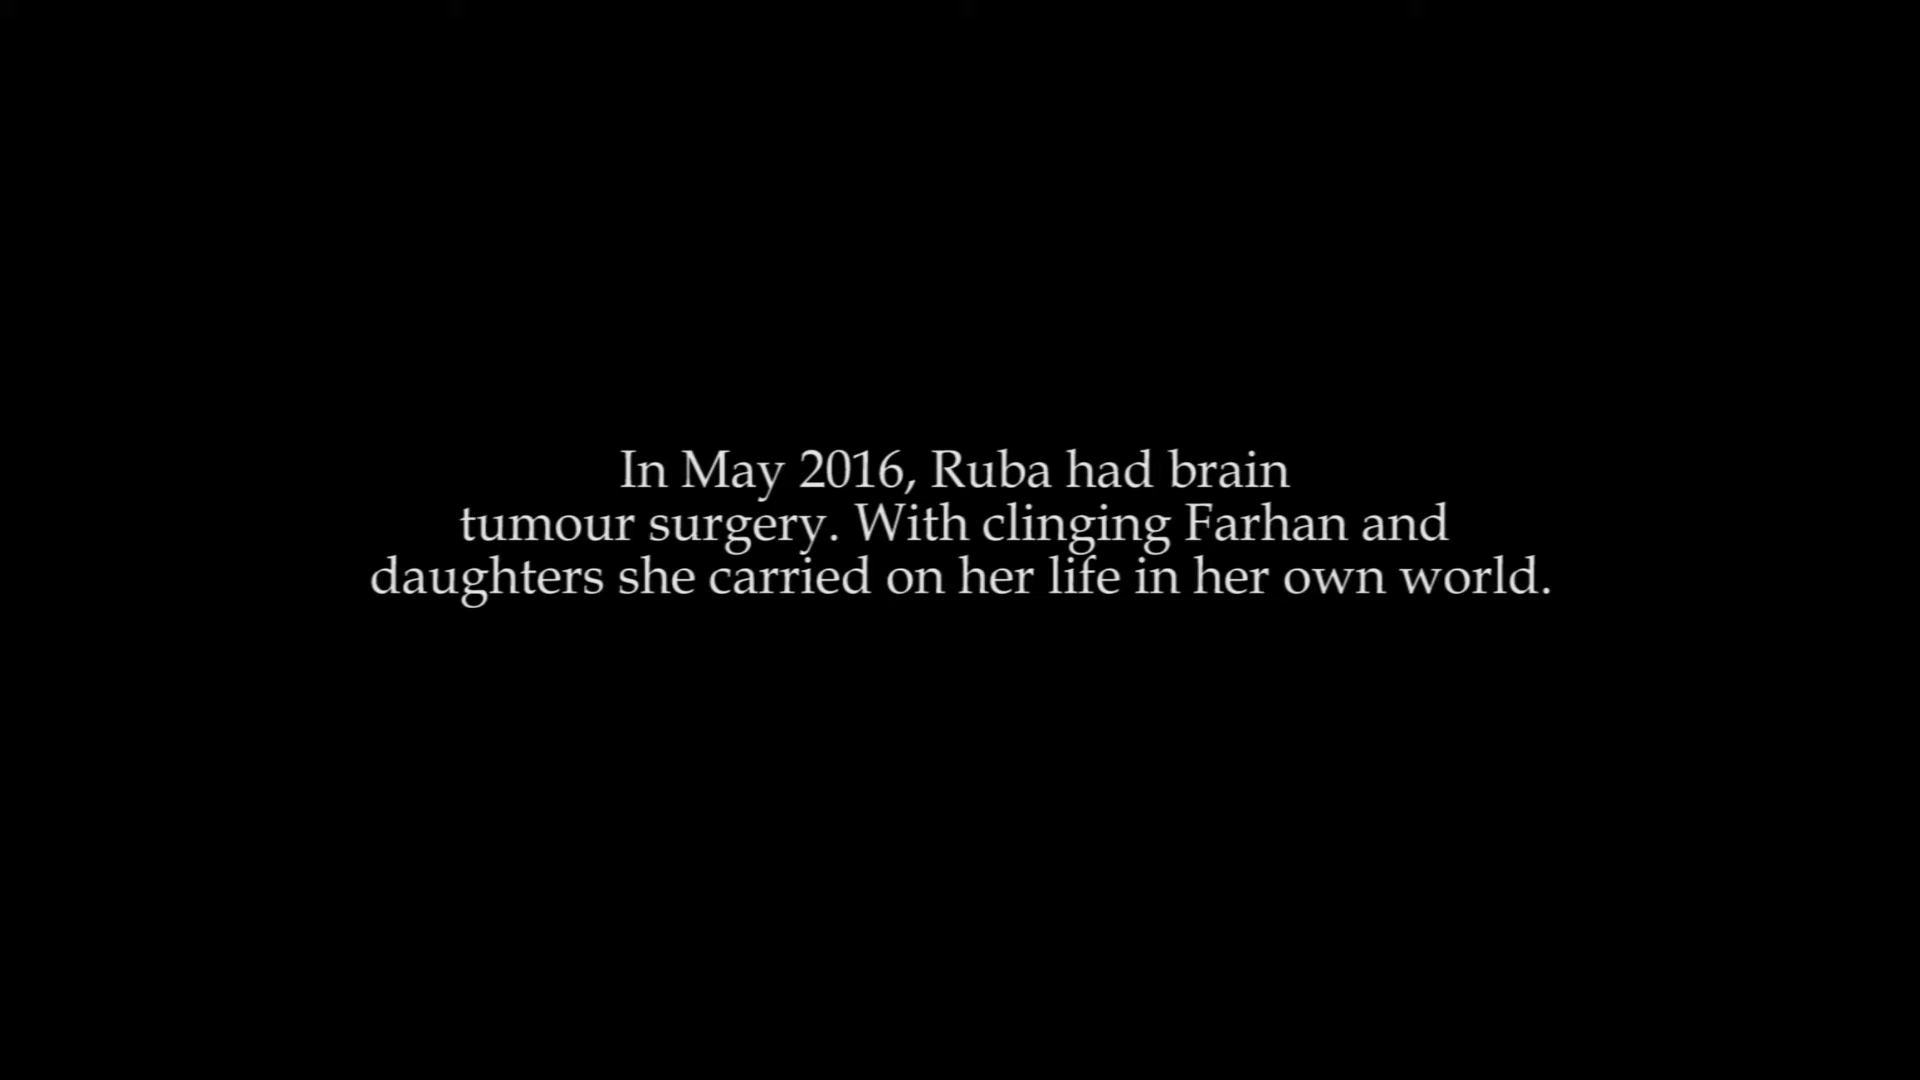 In May 2016, Ruba had brain
tumour surgery. With clinging Farhan and
daughters she carried on her life in her own world.